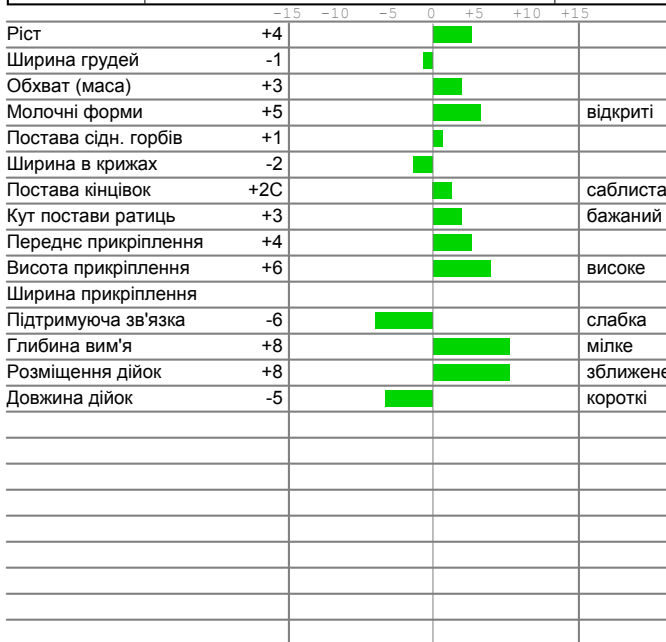 -15 -10 -5 0 +5 +10 +15
Ріст +4
Ширина грудей -1
Обхват (маса) +3
Молочні форми +5 відкриті
Постава сідн. горбів +1
Ширина в крижах -2
Постава кінцівок +2C саблиста
Кут постави ратиць +3 бажаний
Переднє прикріплення +4
Висота прикріплення +6 високе
Ширина прикріплення
Підтримуюча зв'язка -6 слабка
Глибина вим'я +8 мілке
Розміщення дійок +8 зближене
Довжина дійок -5 короткі